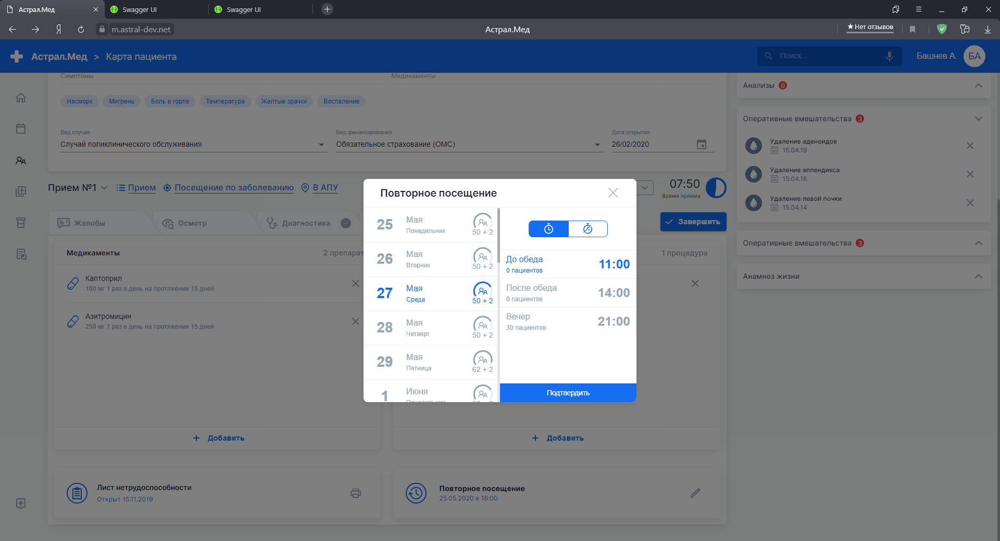 Астрал.Мед
Swagger UI
Swagger UI
m.astral-dev.net
Астрал.Мед
★Нет отзывов
Астрал.Мед > Карта пациента
Поиск...
Башнев А.
БА
Симптомы
Медикаменты
Насморк
Мигрень
Боль в горле
Температура
Желтые зрачки
Воспаление
Вид случая
Случай поликлинического обслуживания
Вид финансирования
Обязательное страхование (ОМС)
Дата открытия
26/02/2020
Прием №1
Прием
Посещение по заболеванию
В АПУ
07:50
Время приема
Жалобы
Осмотр
Диагностика
Завершить
Медикаменты
2 препарат
1 процедура
Каптоприл
100 мг 1 раз в день на протяжении 15 дней
Азитромицин
250 мг 1 раз в день на протяжении 15 дней
+ Добавить
+ Добавить
Лист нетрудоспособности
Открыт 15.11.2019
Повторное посещение
25.05.2020 в 16:00
Анализы 0
Оперативные вмешательства 3
Удаление аденоидов
15.04.19
Удаление аппендикса
15.04.18
Удаление левой почки
15.04.14
Оперативные вмешательства 3
Анамнез жизни
Повторное посещение
25
Мая
Понедельник
50 + 2
26
Мая
Вторник
50 + 2
27
Мая
Среда
50 + 2
28
Мая
Четверг
50 + 2
29
Мая
Пятница
62 + 2
1
Июня
До обеда
0 пациентов
11:00
После обеда
0 пациентов
14:00
Вечер
30 пациентов
21:00
Подтвердить